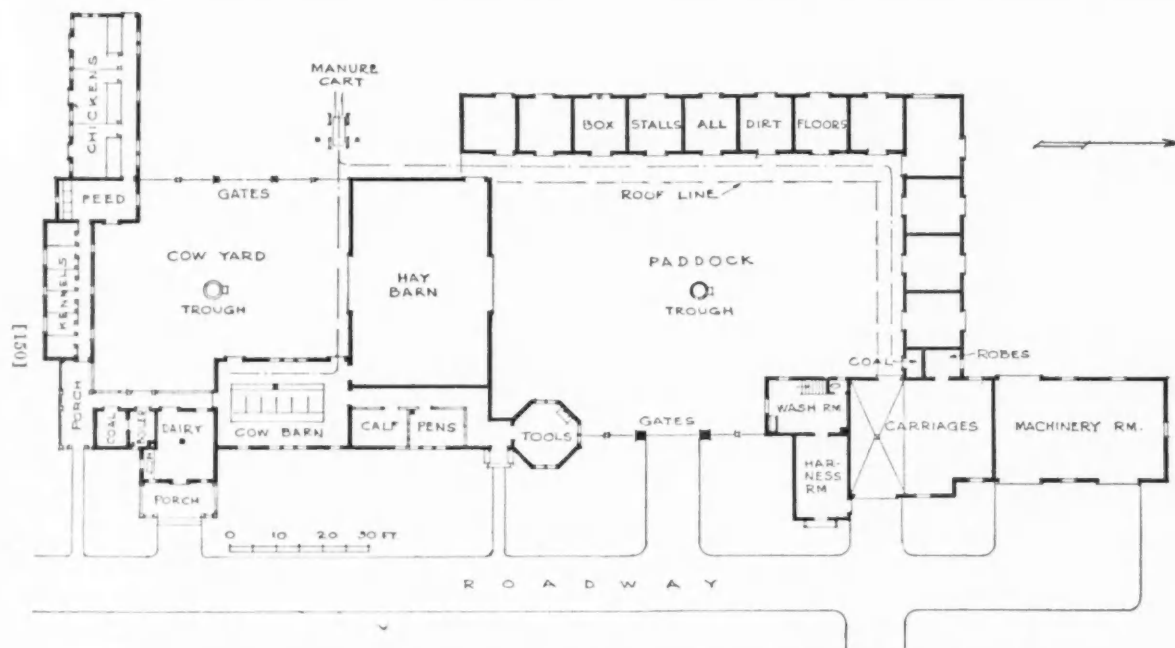 CHICKENS
MANURE
CART
BOX STALLS ALL DIRT FLOORS
FEED
GATES
ROOF LINE
KENNELS
COW YARD
TROUGH
HAY
BARN
PADDOCK
TROUGH
[150]
PORCH
COAL
DAIRY
COW BARN
CALF PENS
TOOLS
GATES
WASH RM.
COAL
ROBES
CARRIAGES
MACHINERY RM.
HAR-
NESS
RM
PORCH
0 10 20 30 FT.
ROADWAY